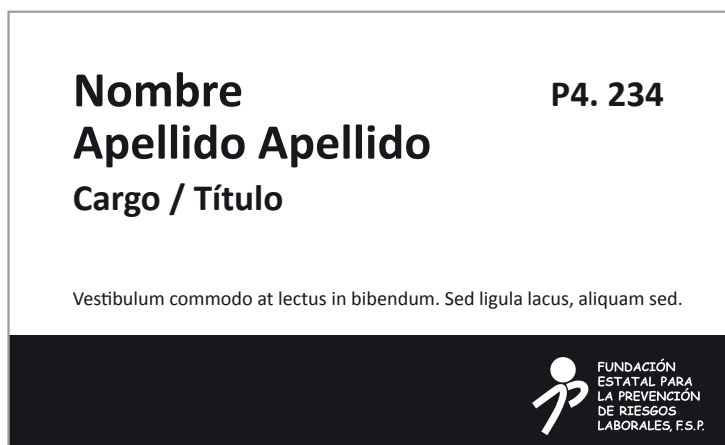 Nombre
P4. 234
Apellido Apellido
Cargo / Título
Vestibulum commodo at lectus in bibendum. Sed ligula lacus, aliquam sed.
FUNDACIÓN
ESTATAL PARA
LA PREVENCIÓN
DE RIESGOS
LABORALES, F.S.P.